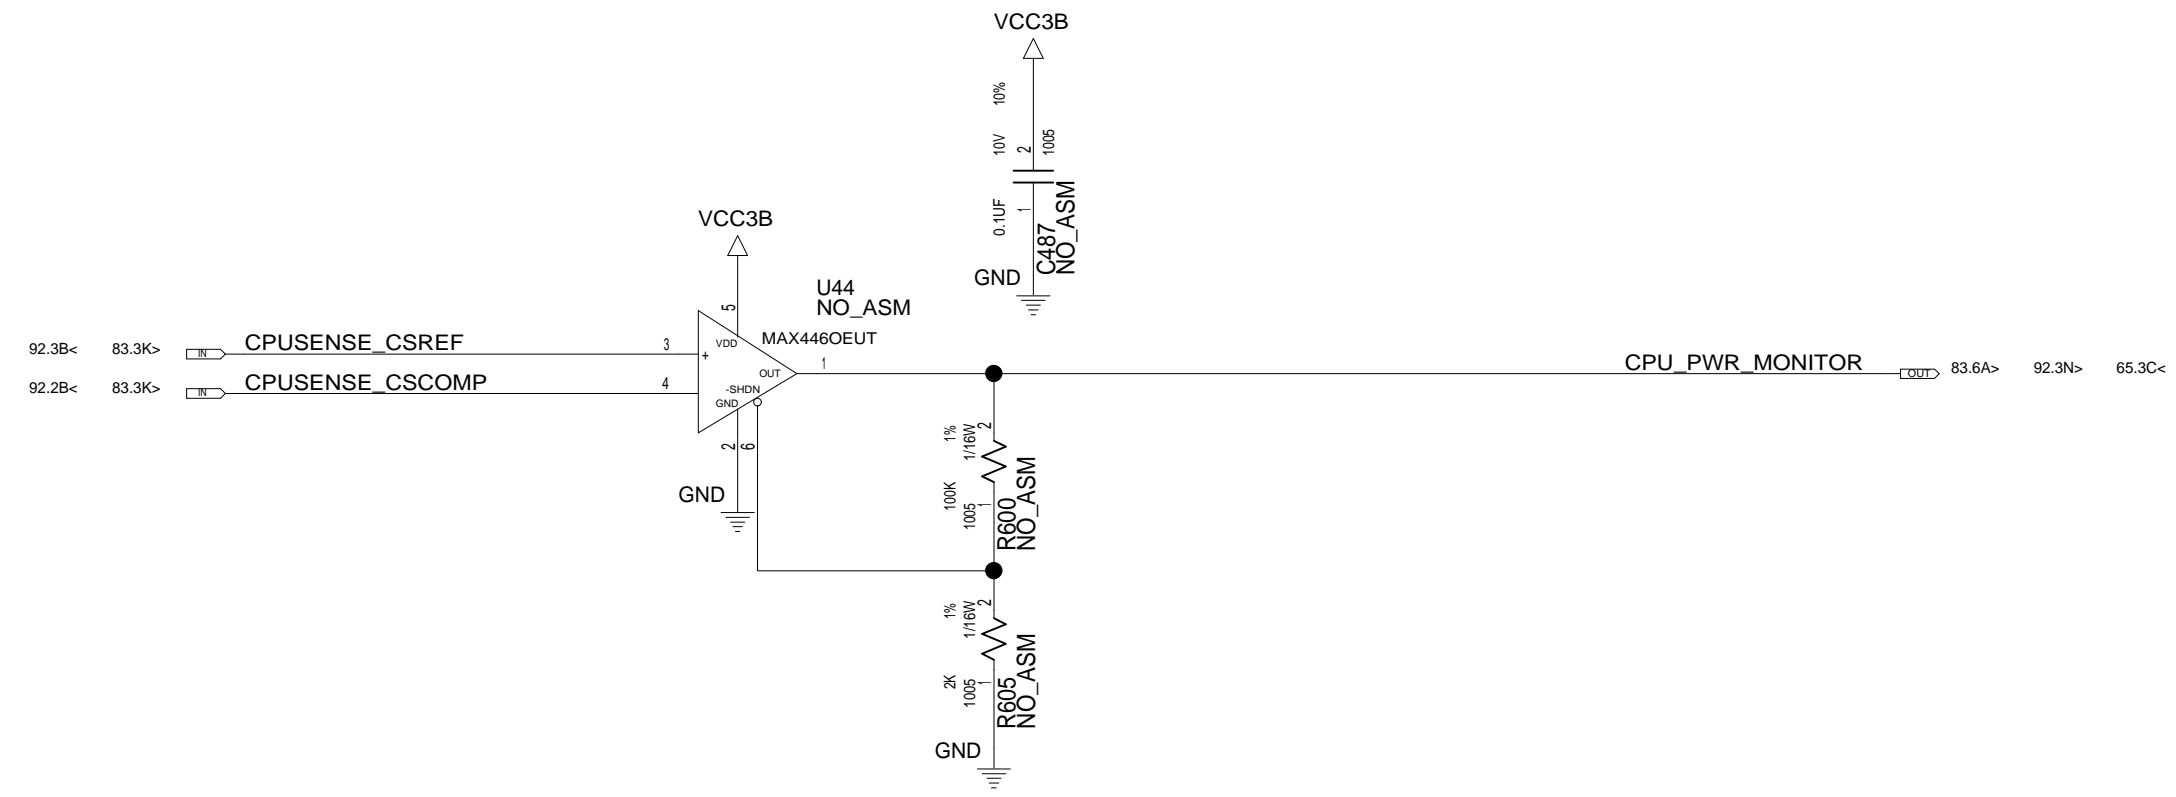 VCC3B
10%
10V
2
1005
0.1UF
1
C487
NO_ASM
GND
VCC3B
5
U44
NO_ASM
MAX446OEUT
92.3B<
83.3K>
IN
CPUSENSE_CSREF
3
+
VDD
OUT
1
CPU_PWR_MONITOR
OUT
83.6A>
92.3N>
65.3C<
92.2B<
83.3K>
IN
CPUSENSE_CSCOMP
4
-SHDN
GND
2
6
GND
1%
1/16W
2
100K
1005
1
R600
NO_ASM
1%
1/16W
2
2K
1005
1
R605
NO_ASM
GND